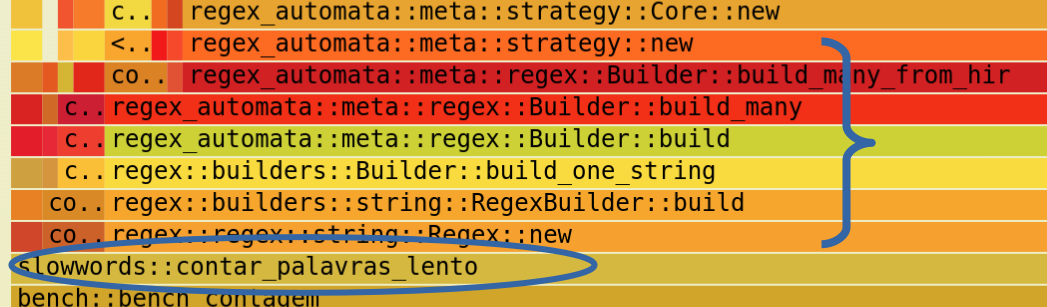 c.. regex_automata::meta::strategy::Core::new
<.. regex_automata::meta::strategy::new
co.. regex_automata::meta::regex::Builder::build_many_from_hir
c.. regex_automata::meta::regex::Builder::build_many
c.. regex_automata::meta::regex::Builder::build
c.. regex::builders::Builder::build_one_string
co.. regex::builders::string::RegexBuilder::build
co.. regex::regex::string::Regex::new
slowwords::contar_palavras_lento
bench::bench_contagem